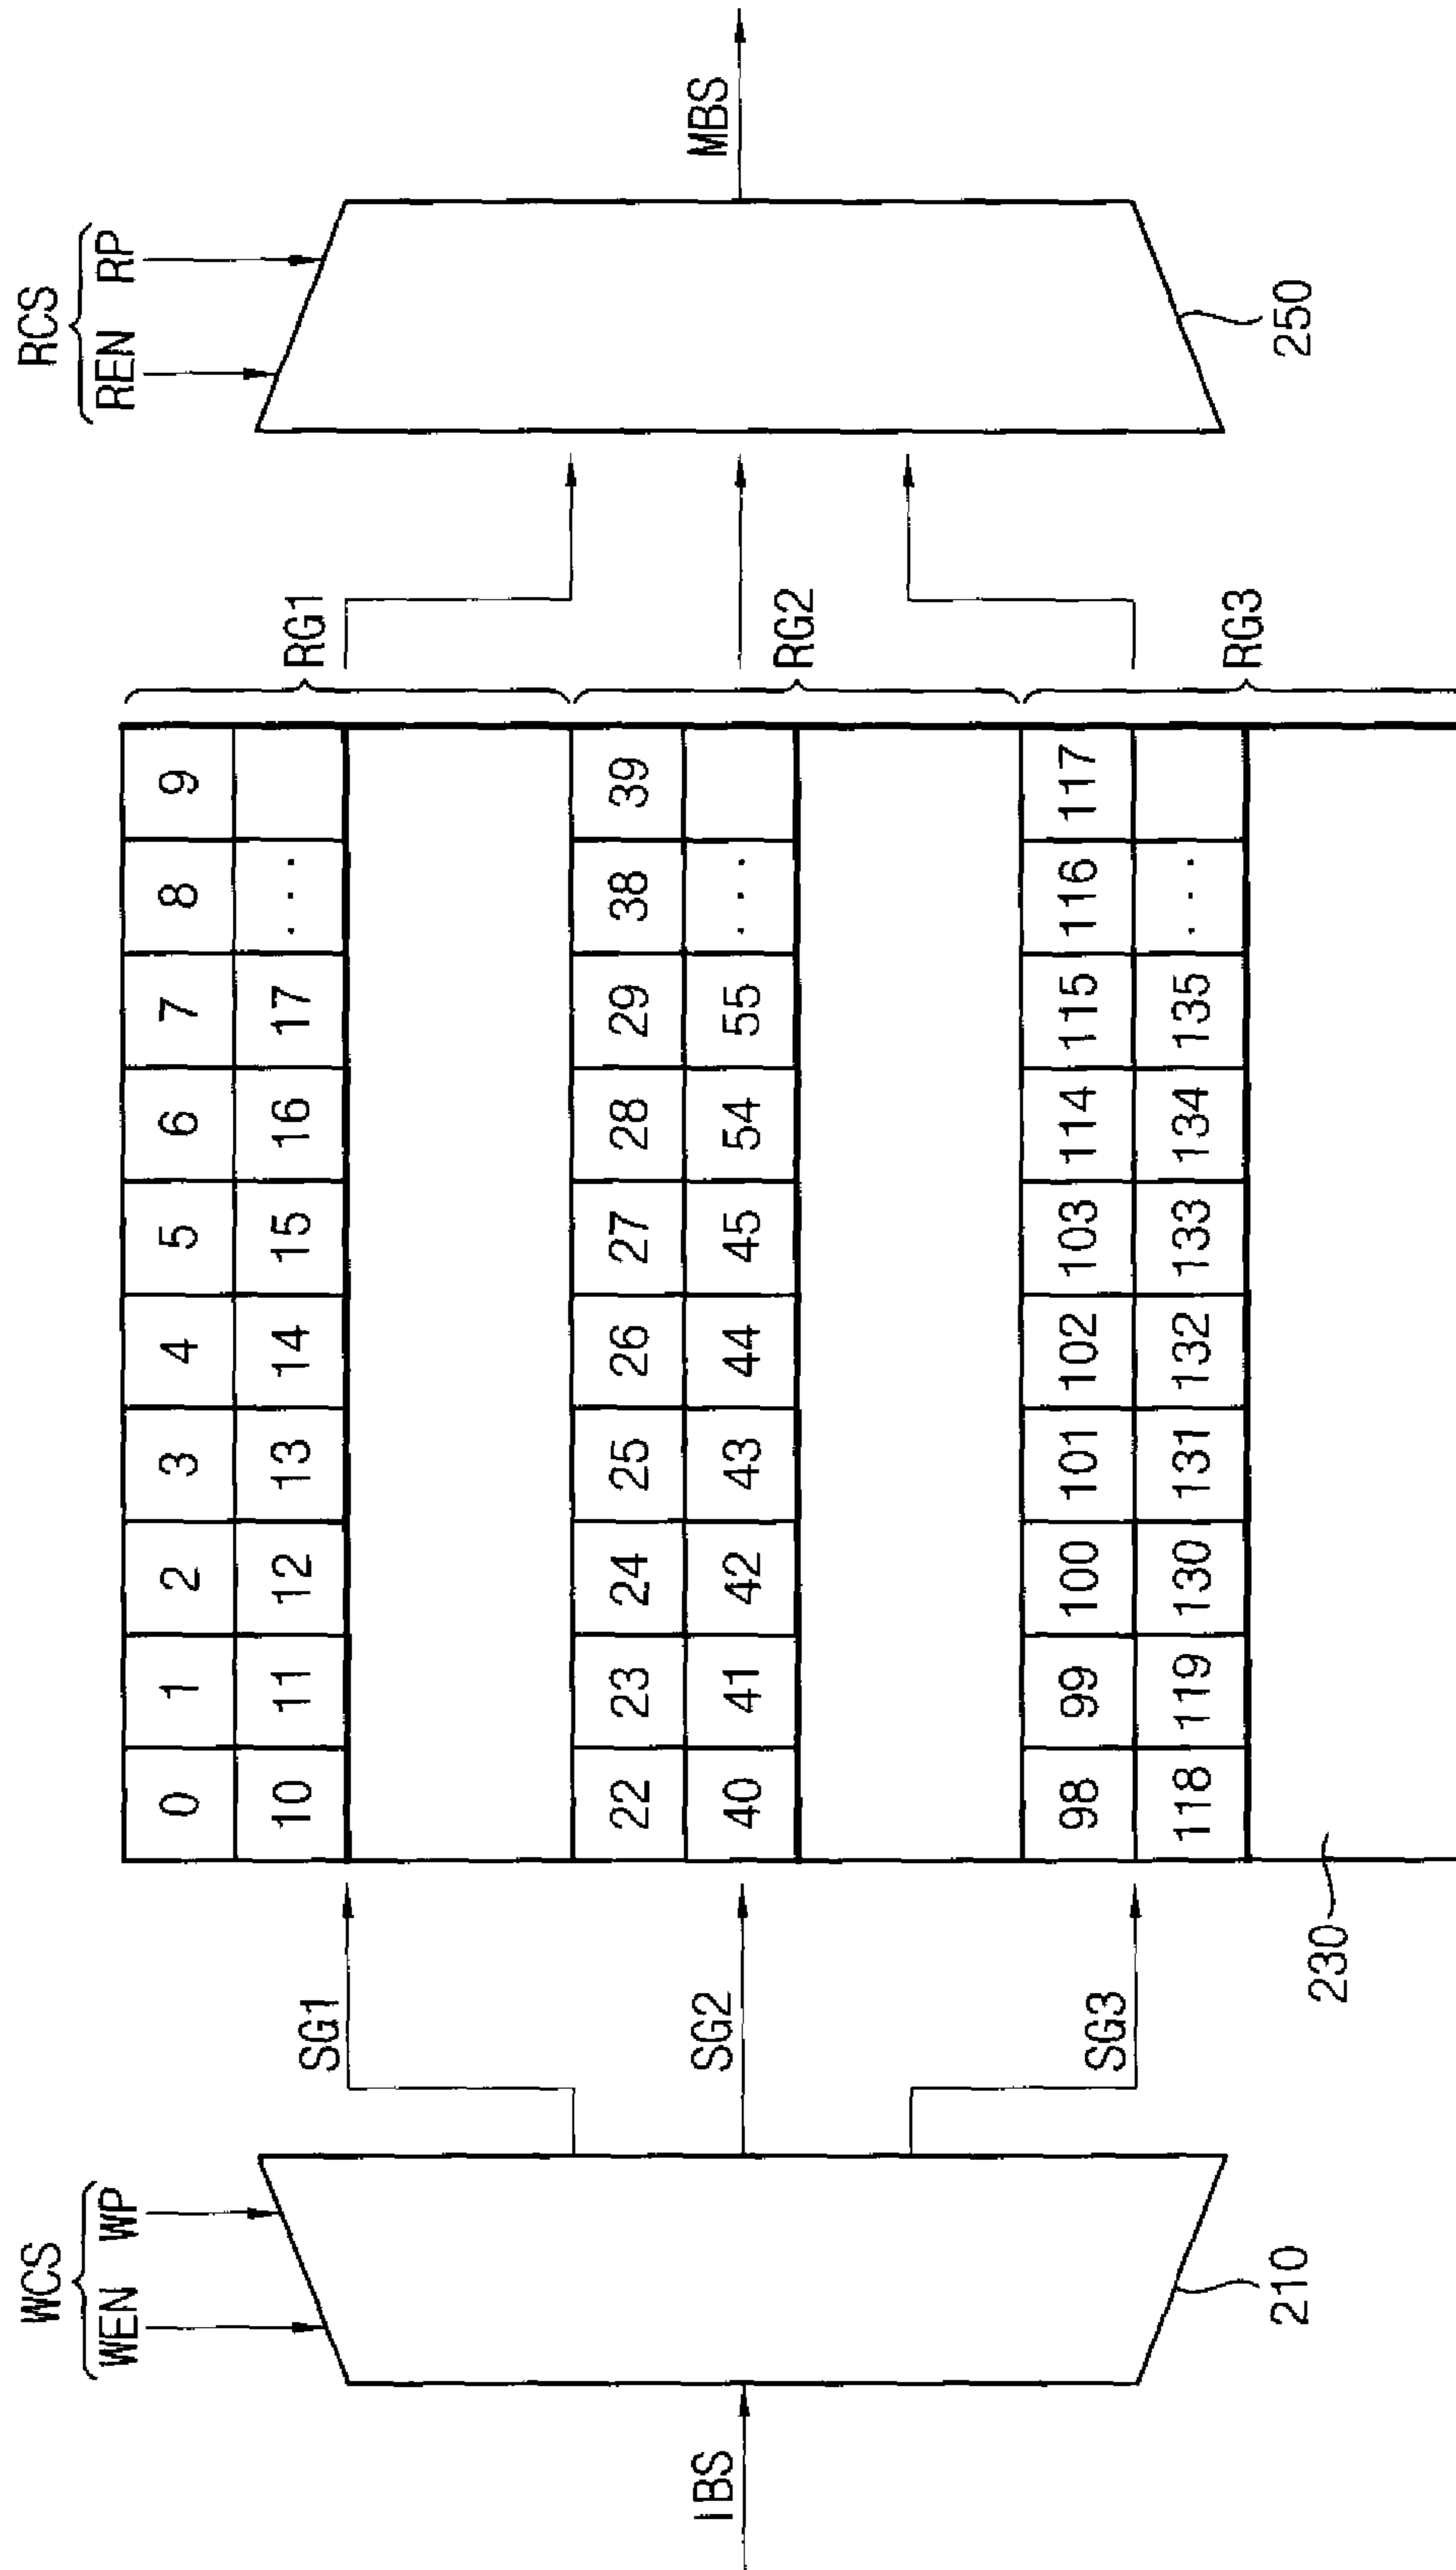 WCS
WEN WP
IBS
210
SG1
SG2
SG3
230
0 1 2 3 4 5 6 7 8 9
10 11 12 13 14 15 16 17 ...
22 23 24 25 26 27 28 29 38 39
40 41 42 43 44 45 54 55 ...
98 99 100 101 102 103 114 115 116 117
118 119 130 131 132 133 134 135 ...
RG1
RG2
RG3
RCS
REN RP
250
MBS